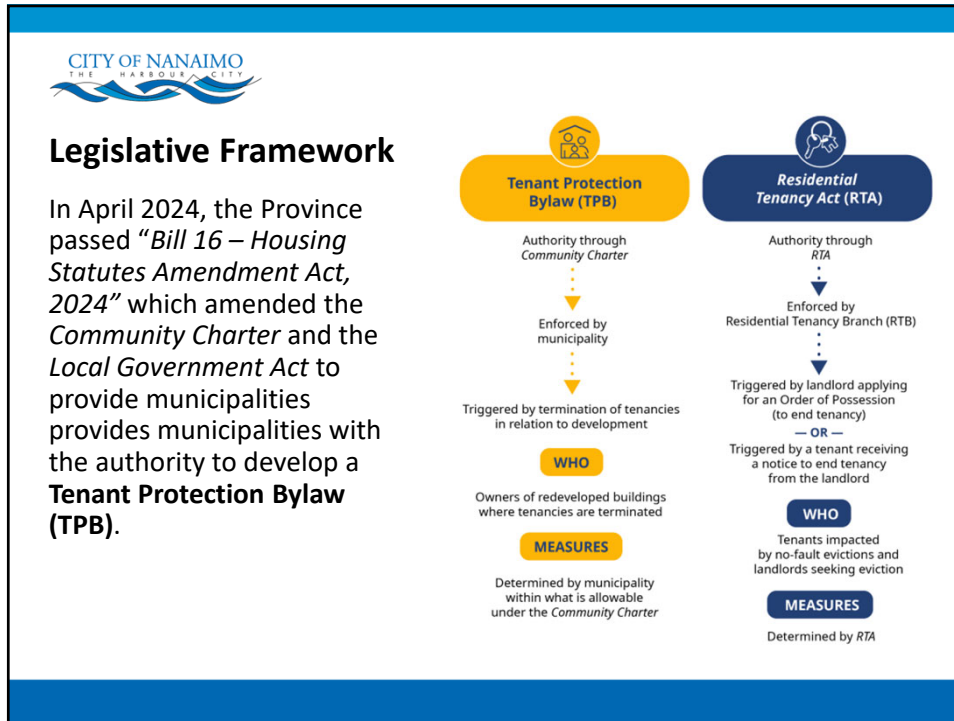 CITY OF NANAIMO
THE HARBOUR CITY
Legislative Framework
In April 2024, the Province
passed “Bill 16 – Housing
Statutes Amendment Act,
2024” which amended the
Community Charter and the
Local Government Act to
provide municipalities
provides municipalities with
the authority to develop a
Tenant Protection Bylaw
(TPB).
Tenant Protection
Bylaw (TPB)
Authority through
Community Charter
Enforced by
municipality
Triggered by termination of tenancies
in relation to development
WHO
Owners of redeveloped buildings
where tenancies are terminated
MEASURES
Determined by municipality
within what is allowable
under the Community Charter
Residential
Tenancy Act (RTA)
Authority through
RTA
Enforced by
Residential Tenancy Branch (RTB)
Triggered by landlord applying
for an Order of Possession
(to end tenancy)
— OR —
Triggered by a tenant receiving
a notice to end tenancy
from the landlord
WHO
Tenants impacted
by no-fault evictions and
landlords seeking eviction
MEASURES
Determined by RTA